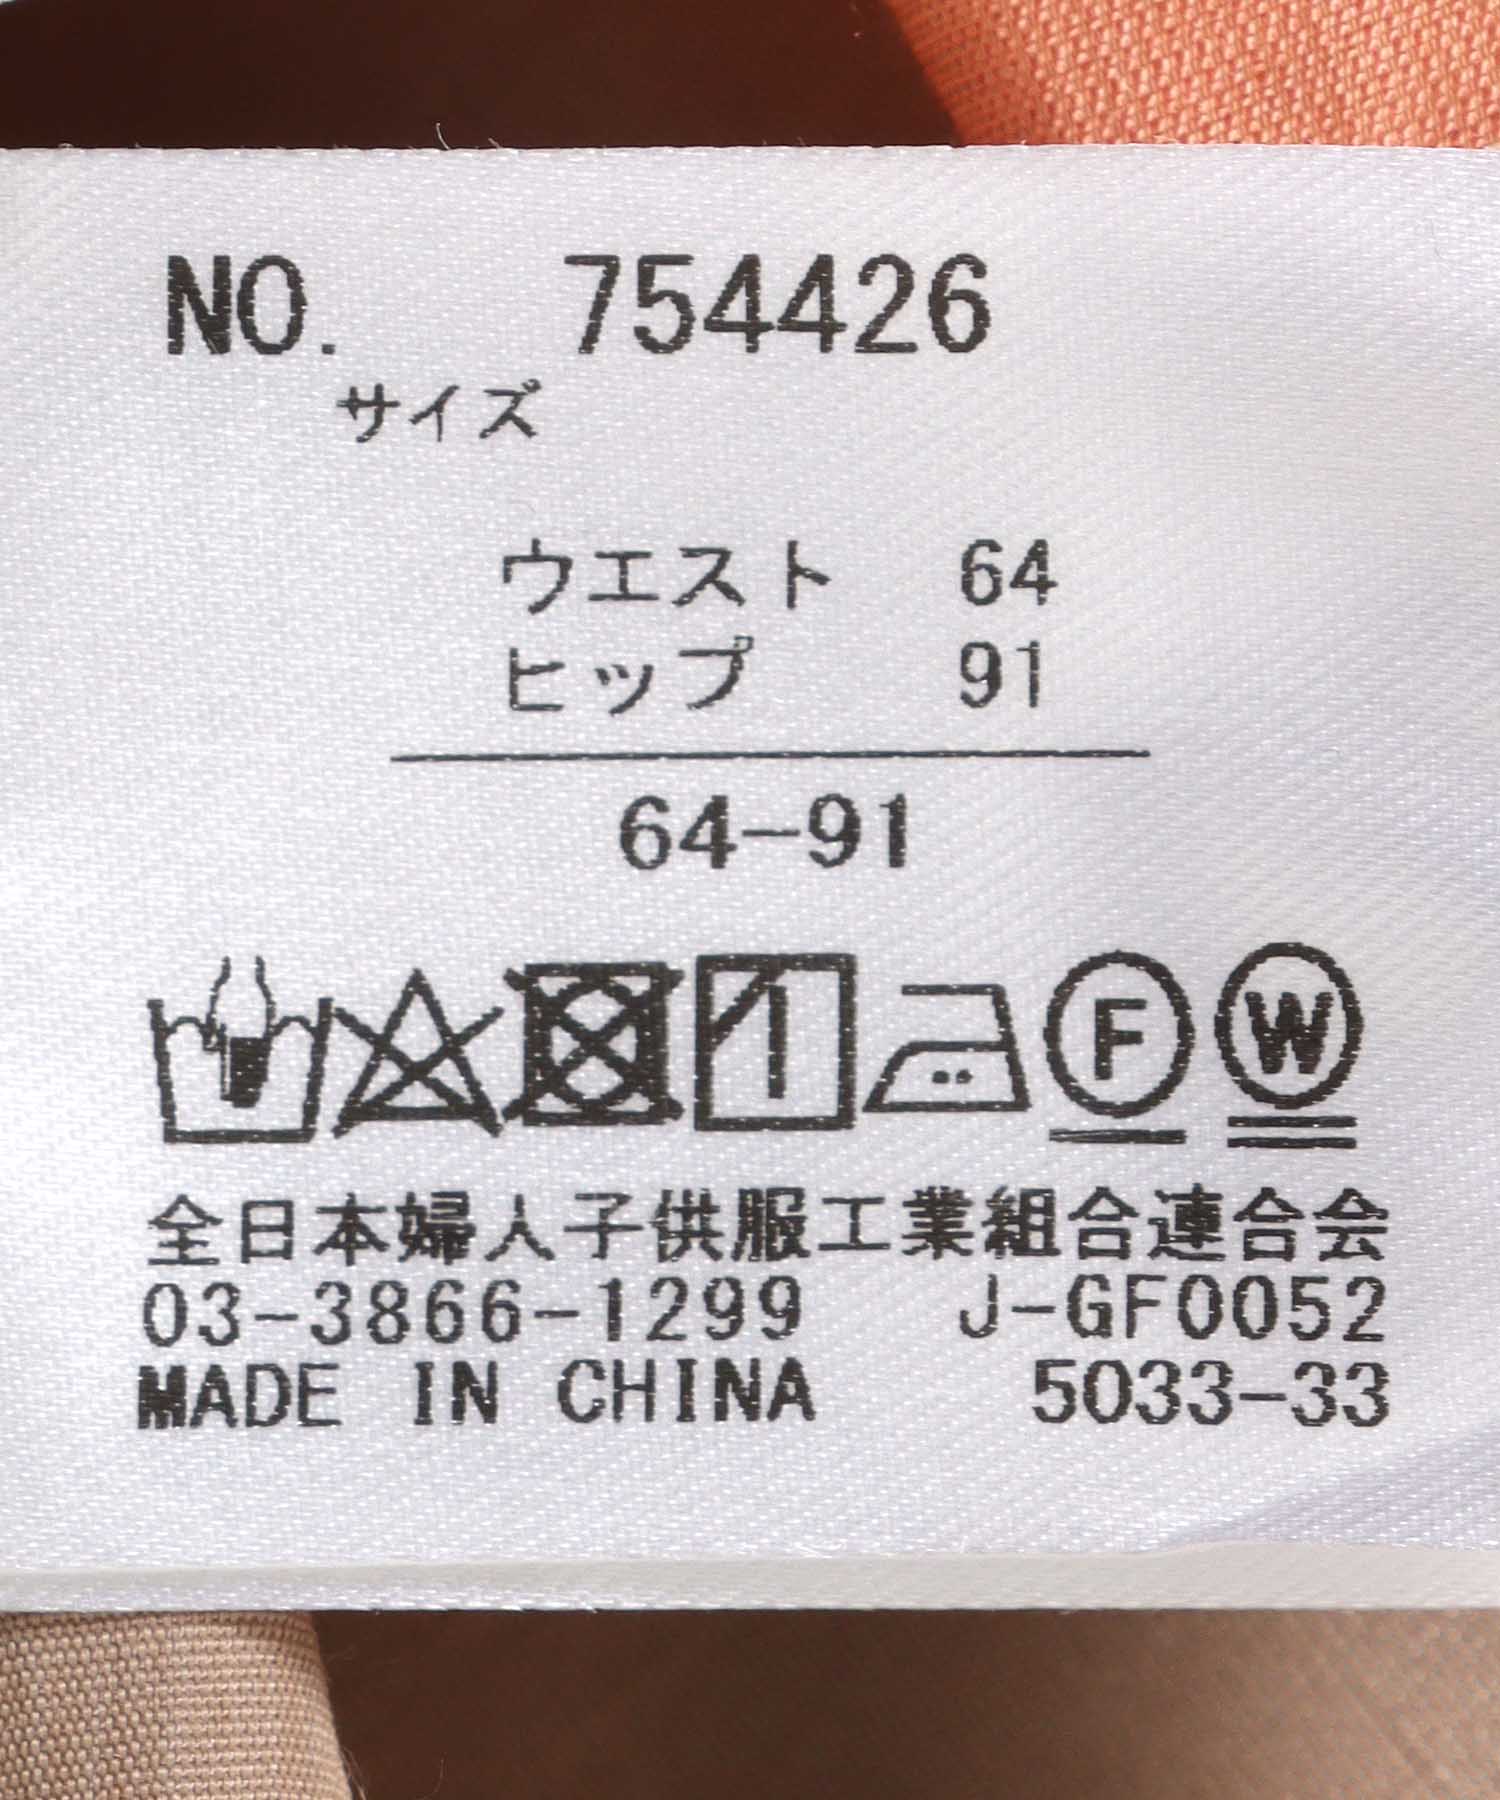 NO. 754426
サイズ
ウエスト 64
ヒップ 91
64-91
F W
全日本婦人子供服工業組合連合会
03-3866-1299 J-GF0052
MADE IN CHINA 5033-33